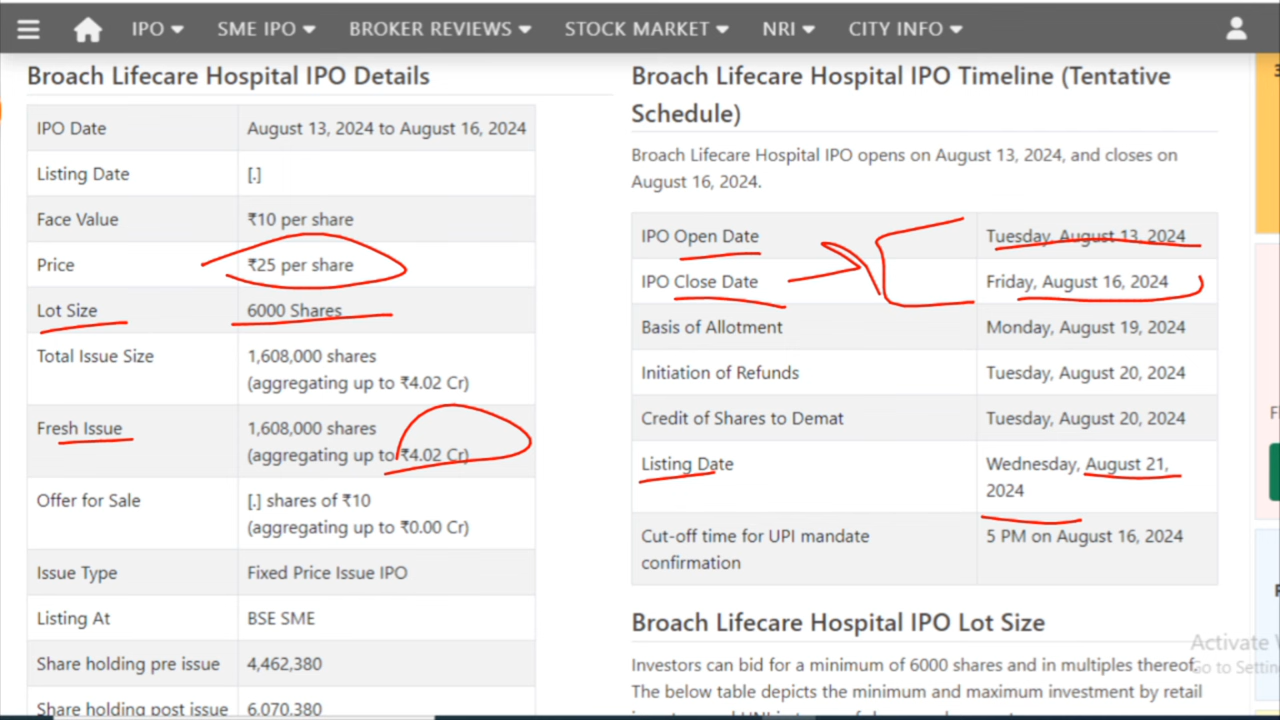 IPO SME IPO BROKER REVIEWS STOCK MARKET NRI CITY INFO
Broach Lifecare Hospital IPO Details
IPO Date August 13, 2024 to August 16, 2024
Listing Date [.]
Face Value ₹10 per share
Price ₹25 per share
Lot Size 6000 Shares
Total Issue Size 1,608,000 shares
(aggregating up to ₹4.02 Cr)
Fresh Issue 1,608,000 shares
(aggregating up to ₹4.02 Cr)
Offer for Sale [.] shares of ₹10
(aggregating up to ₹0.00 Cr)
Issue Type Fixed Price Issue IPO
Listing At BSE SME
Share holding pre issue 4,462,380
Share holding post issue 6,070,380
Broach Lifecare Hospital IPO Timeline (Tentative
Schedule)
Broach Lifecare Hospital IPO opens on August 13, 2024, and closes on
August 16, 2024.
IPO Open Date Tuesday, August 13, 2024
IPO Close Date Friday, August 16, 2024
Basis of Allotment Monday, August 19, 2024
Initiation of Refunds Tuesday, August 20, 2024
Credit of Shares to Demat Tuesday, August 20, 2024
Listing Date Wednesday, August 21,
2024
Cut-off time for UPI mandate
confirmation 5 PM on August 16, 2024
Broach Lifecare Hospital IPO Lot Size
Investors can bid for a minimum of 6000 shares and in multiples thereof.
The below table depicts the minimum and maximum investment by retail
Activate
Go to